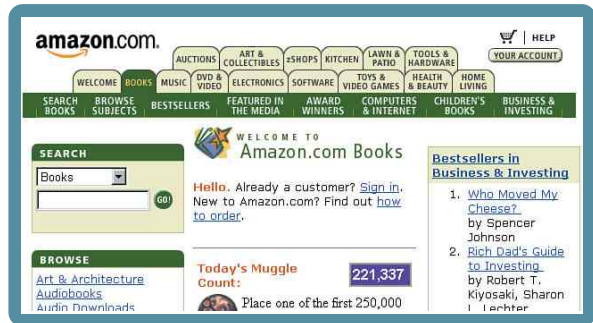 amazon.com.
HELP
YOUR ACCOUNT
AUCTIONS
ART &
COLLECTIBLES
zSHOPS
KITCHEN
LAWN &
PATIO
TOOLS &
HARDWARE
WELCOME
BOOKS
MUSIC
DVD &
VIDEO
ELECTRONICS
SOFTWARE
TOYS &
VIDEO GAMES
HEALTH
& BEAUTY
HOME
LIVING
SEARCH
BOOKS
BROWSE
SUBJECTS
BESTSELLERS
FEATURED IN
THE MEDIA
AWARD
WINNERS
COMPUTERS
& INTERNET
CHILDREN'S
BOOKS
BUSINESS &
INVESTING
SEARCH
Books
GO!
BROWSE
Art & Architecture
Audiobooks
Audio Downloads
WELCOME TO
Amazon.com Books
Hello. Already a customer? Sign in.
New to Amazon.com? Find out how
to order.
Today's Muggle
Count:
221,337
Place one of the first 250,000
Bestsellers in
Business & Investing
1. Who Moved My
Cheese?
by Spencer
Johnson
2. Rich Dad's Guide
to Investing
by Robert T.
Kiyosaki, Sharon
L. Lechter